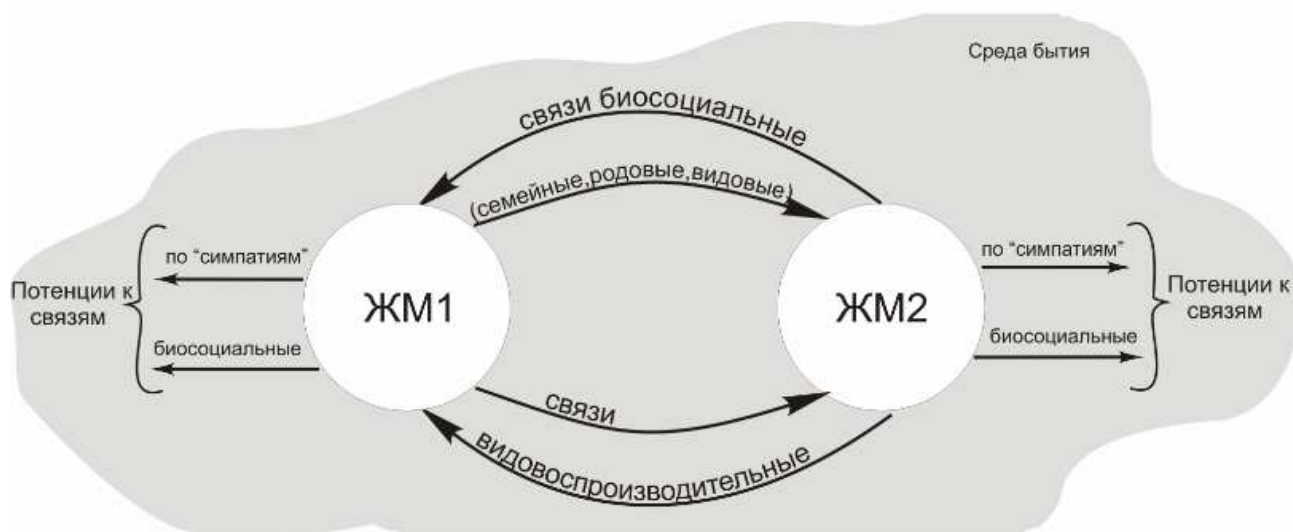 Среда бытия
связи биосоциальные
(семейные,родовые,видовые)
по "симпатиям"
Потенции к
связям
биосоциальные
ЖМ1
ЖМ2
по "симпатиям"
Потенции к
связям
биосоциальные
связи
видовоспроизводительные